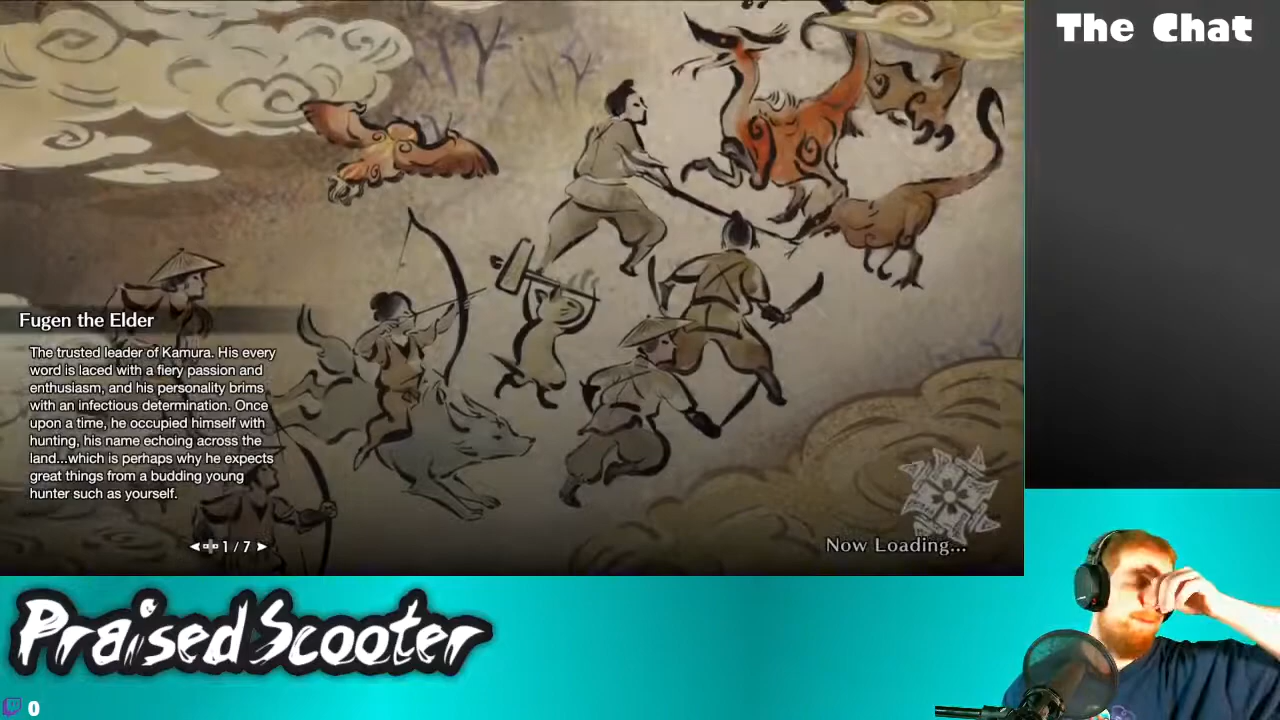 The Chat
Fugen the Elder
The trusted leader of Kamura. His every
word is laced with a fiery passion and
enthusiasm, and his personality brims
with an infectious determination. Once
upon a time, he occupied himself with
hunting, his name echoing across the
land...which is perhaps why he expects
great things from a budding young
hunter such as yourself.
1 / 7
Now Loading...
PraisedScooter
0